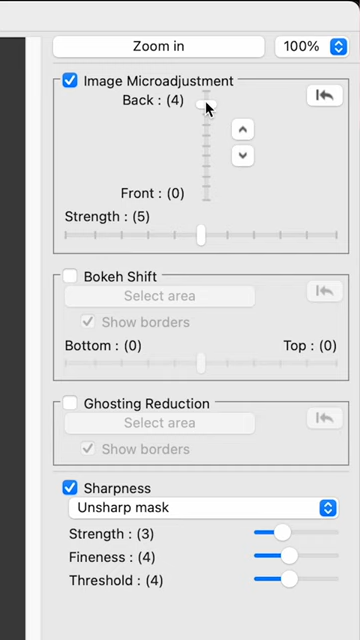 Zoom in 100%
Image Microadjustment
Back : (4)
Front : (0)
Strength : (5)
Bokeh Shift
Select area
Show borders
Bottom : (0) Top : (0)
Ghosting Reduction
Select area
Show borders
Sharpness
Unsharp mask
Strength : (3)
Fineness : (4)
Threshold : (4)